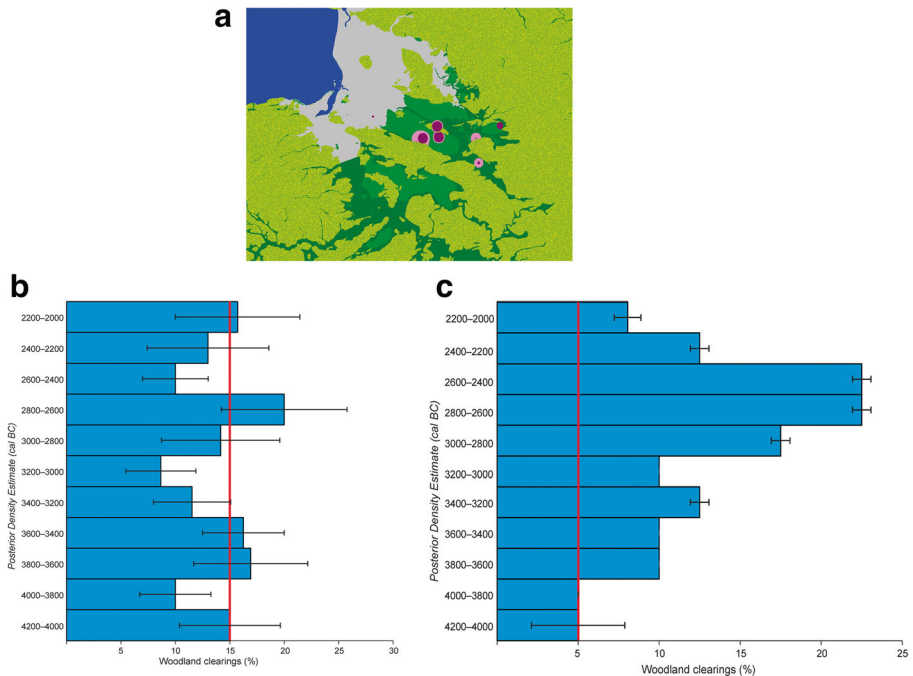 a
b
2200–2000
2400–2200
2600–2400
2800–2600
3000–2800
3200–3000
3400–3200
3600–3400
3800–3600
4000–3800
4200–4000
Posterior Density Estimate (cal BC)
5 10 15 20 25 30
Woodland clearings (%)
c
2200–2000
2400–2200
2600–2400
2800–2600
3000–2800
3200–3000
3400–3200
3600–3400
3800–3600
4000–3800
4200–4000
Posterior Density Estimate (cal BC)
5 10 15 20 25
Woodland clearings (%)